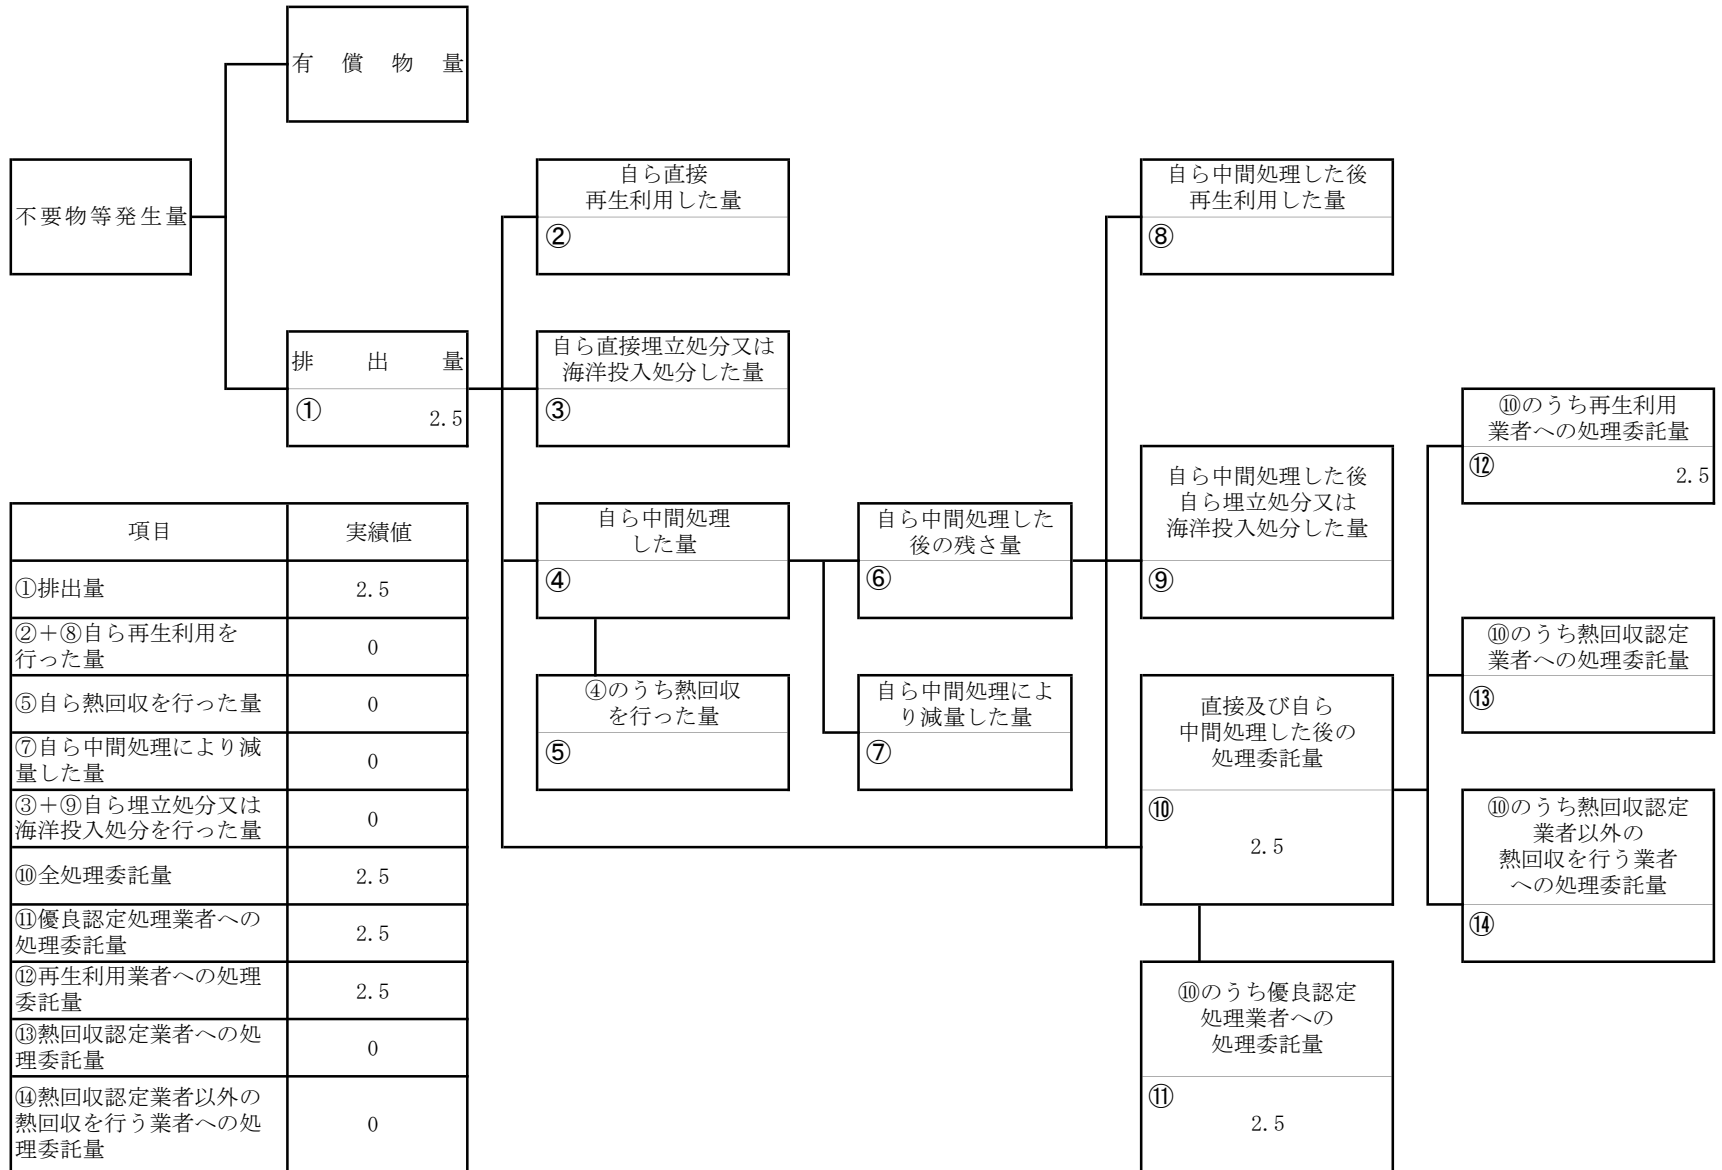 有償物量
不要物等発生量
排出量
①
2.5
自ら直接
再生利用した量
②
自ら直接埋立処分又は
海洋投入処分した量
③
自ら中間処理
した量
④
④のうち熱回収
を行った量
⑤
自ら中間処理した
後の残さ量
⑥
自ら中間処理によ
り減量した量
⑦
自ら中間処理した後
再生利用した量
⑧
自ら中間処理した後
自ら埋立処分又は
海洋投入処分した量
⑨
直接及び自ら
中間処理した後の
処理委託量
⑩
2.5
⑩のうち優良認定
処理業者への
処理委託量
⑪
2.5
⑩のうち再生利用
業者への処理委託量
⑫
2.5
⑩のうち熱回収認定
業者への処理委託量
⑬
⑩のうち熱回収認定
業者以外の
熱回収を行う業者
への処理委託量
⑭
項目 実績値
①排出量 2.5
②+⑧自ら再生利用を
行った量 0
⑤自ら熱回収を行った量 0
⑦自ら中間処理により減
量した量 0
③+⑨自ら埋立処分又は
海洋投入処分を行った量 0
⑩全処理委託量 2.5
⑪優良認定処理業者への
処理委託量 2.5
⑫再生利用業者への処理
委託量 2.5
⑬熱回収認定業者への処
理委託量 0
⑭熱回収認定業者以外の
熱回収を行う業者への処
理委託量 0